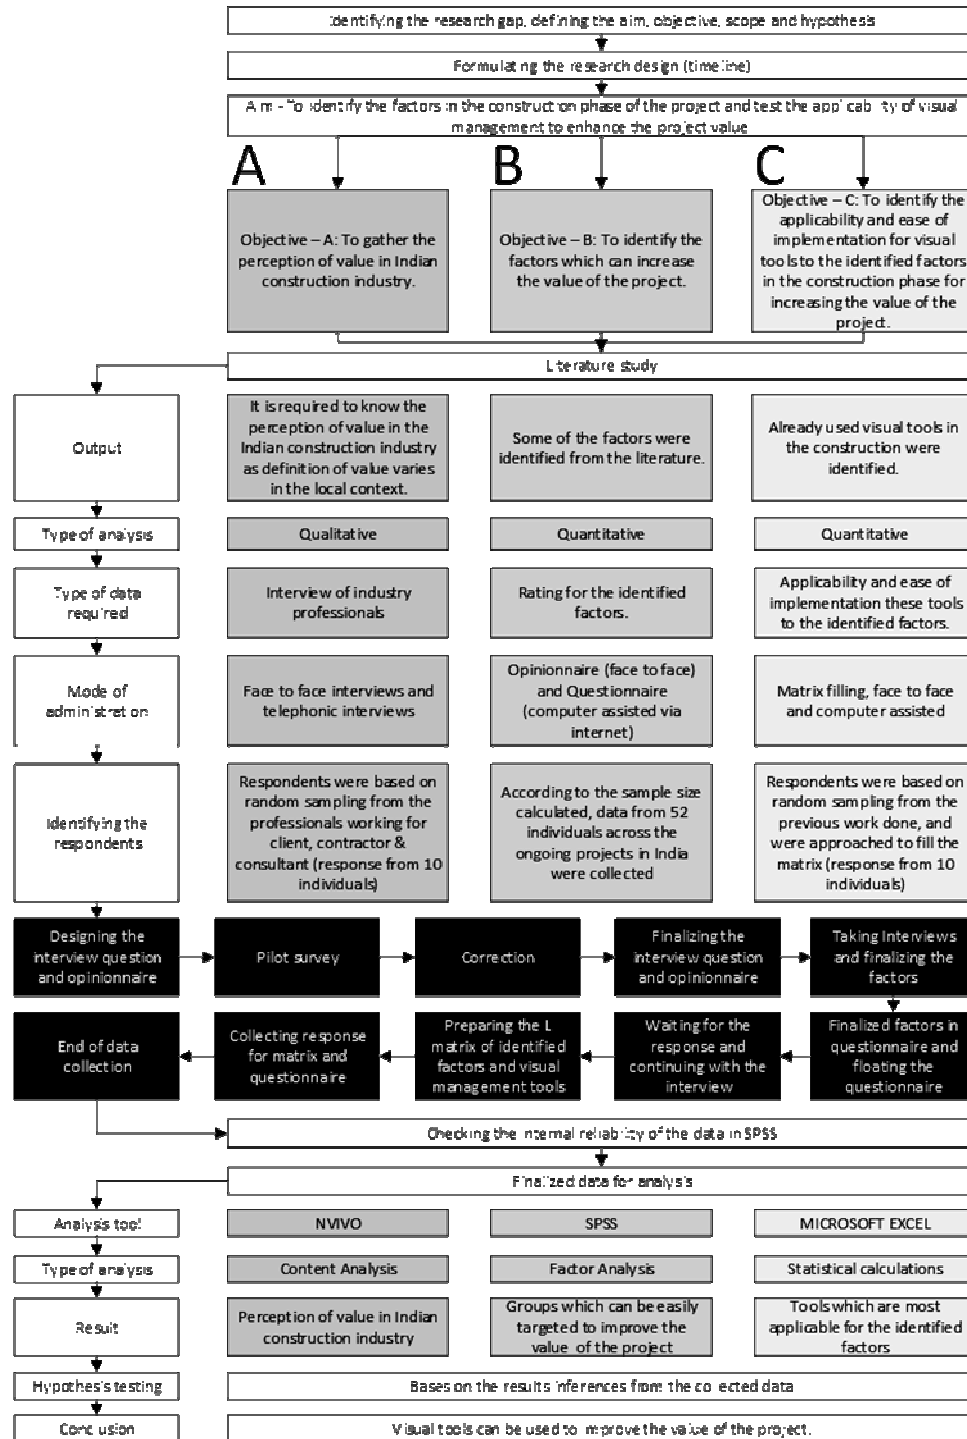 Identifying the research gap, defining the aim, objective, scope and hypothesis
Formulating the research design (timeline)
Aim - To identify the factors in the construction phase of the project and test the applicability of visual
management to enhance the project value
A
B
C
Objective – A: To gather the
perception of value in Indian
construction industry.
Objective – B: To identify the
factors which can increase
the value of the project.
Objective – C: To identify the
applicability and ease of
implementation for visual
tools to the identified factors
in the construction phase for
increasing the value of the
project.
Literature study
Output
It is required to know the
perception of value in the
Indian construction industry
as definition of value varies
in the local context.
Some of the factors were
identified from the literature.
Already used visual tools in
the construction were
identified.
Type of analysis
Qualitative
Quantitative
Quantitative
Type of data
required
Interview of industry
professionals
Rating for the identified
factors.
Applicability and ease of
implementation these tools
to the identified factors.
Mode of
administration
Face to face interviews and
telephonic interviews
Opinionnaire (face to face)
and Questionnaire
(computer assisted via
internet)
Matrix filling, face to face
and computer assisted
Identifying the
respondents
Respondents were based on
random sampling from the
professionals working for
client, contractor &
consultant (response from 10
individuals)
According to the sample size
calculated, data from 52
individuals across the
ongoing projects in India
were collected
Respondents were based on
random sampling from the
previous work done, and
were approached to fill the
matrix (response from 10
individuals)
Designing the
interview question
and opinionnaire
Pilot survey
Correction
Finalizing the
interview question
and opinionnaire
Taking Interviews
and finalizing the
factors
End of data
collection
Collecting response
for matrix and
questionnaire
Preparing the L
matrix of identified
factors and visual
management tools
Waiting for the
response and
continuing with the
interview
Finalized factors in
questionnaire and
floating the
questionnaire
Checking the internal reliability of the data in SPSS
Finalized data for analysis
Analysis tool
NVIVO
SPSS
MICROSOFT EXCEL
Type of analysis
Content Analysis
Factor Analysis
Statistical calculations
Result
Perception of value in Indian
construction industry
Groups which can be easily
targeted to improve the
value of the project
Tools which are most
applicable for the identified
factors
Hypothesis testing
Bases on the results inferences from the collected data
Conclusion
Visual tools can be used to improve the value of the project.